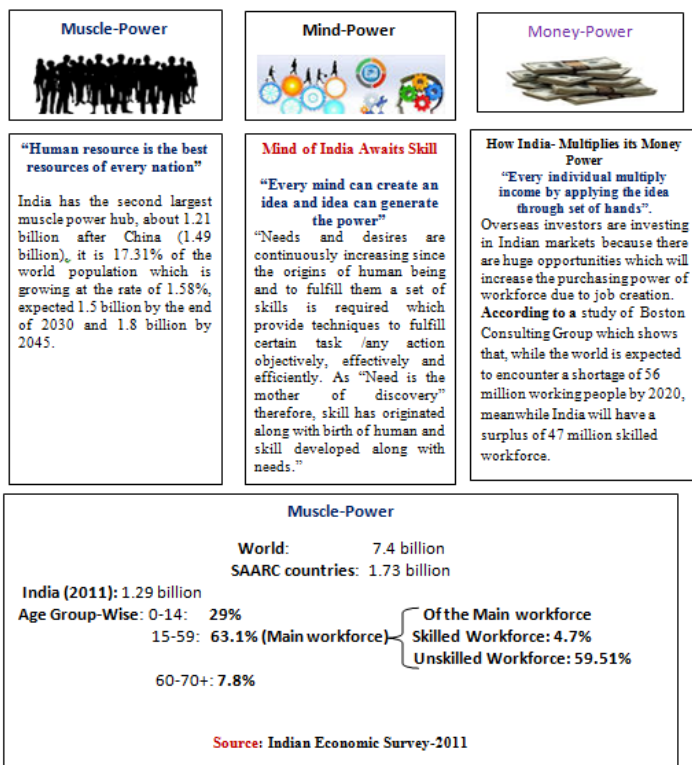 Muscle-Power
Mind-Power
Money-Power
“Human resource is the best
resources of every nation”
India has the second largest
muscle power hub, about 1.21
billion after China (1.49
billion), it is 17.31% of the
world population which is
growing at the rate of 1.58%,
expected 1.5 billion by the end
of 2030 and 1.8 billion by
2045.
Mind of India Awaits Skill
“Every mind can create an
idea and idea can generate
the power”
“Needs and desires are
continuously increasing since
the origins of human being
and to fulfill them a set of
skills is required which
provide techniques to fulfill
certain task /any action
objectively, effectively and
efficiently. As “Need is the
mother of discovery”
therefore, skill has originated
along with birth of human and
skill developed along with
needs.”
How India- Multiplies its Money
Power
“Every individual multiply
income by applying the idea
through set of hands”.
Overseas investors are investing
in Indian markets because there
are huge opportunities which will
increase the purchasing power of
workforce due to job creation.
According to a study of Boston
Consulting Group which shows
that, while the world is expected
to encounter a shortage of 56
million working people by 2020,
meanwhile India will have a
surplus of 47 million skilled
workforce.
Muscle-Power
World: 7.4 billion
SAARC countries: 1.73 billion
India (2011): 1.29 billion
Age Group-Wise: 0-14: 29% Of the Main workforce
15-59: 63.1% (Main workforce) Skilled Workforce: 4.7%
Unskilled Workforce: 59.51%
60-70+: 7.8%
Source: Indian Economic Survey-2011